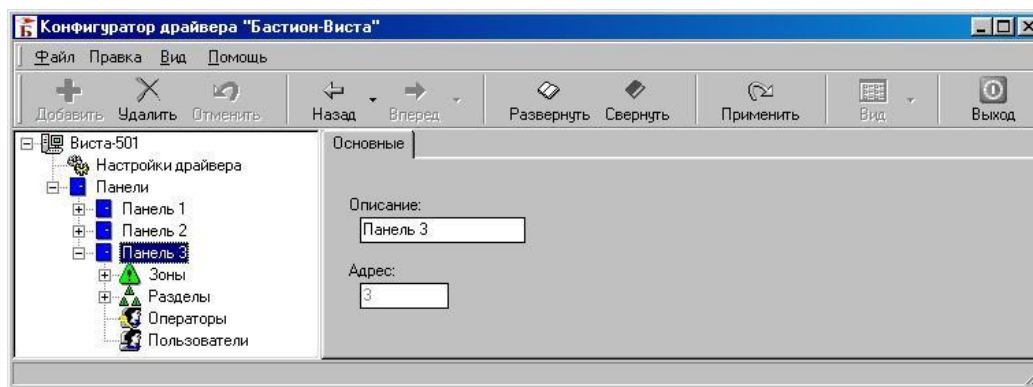 Конфигуратор драйвера "Бастион-Виста"
Файл Правка Вид Помощь
Добавить Удалить Отменить Назад Вперед Развернуть Свернуть Применить Вид Выход
Виста-501
Настройки драйвера
Панели
Панель 1
Панель 2
Панель 3
Зоны
Разделы
Операторы
Пользователи
Основные
Описание:
Панель 3
Адрес:
3